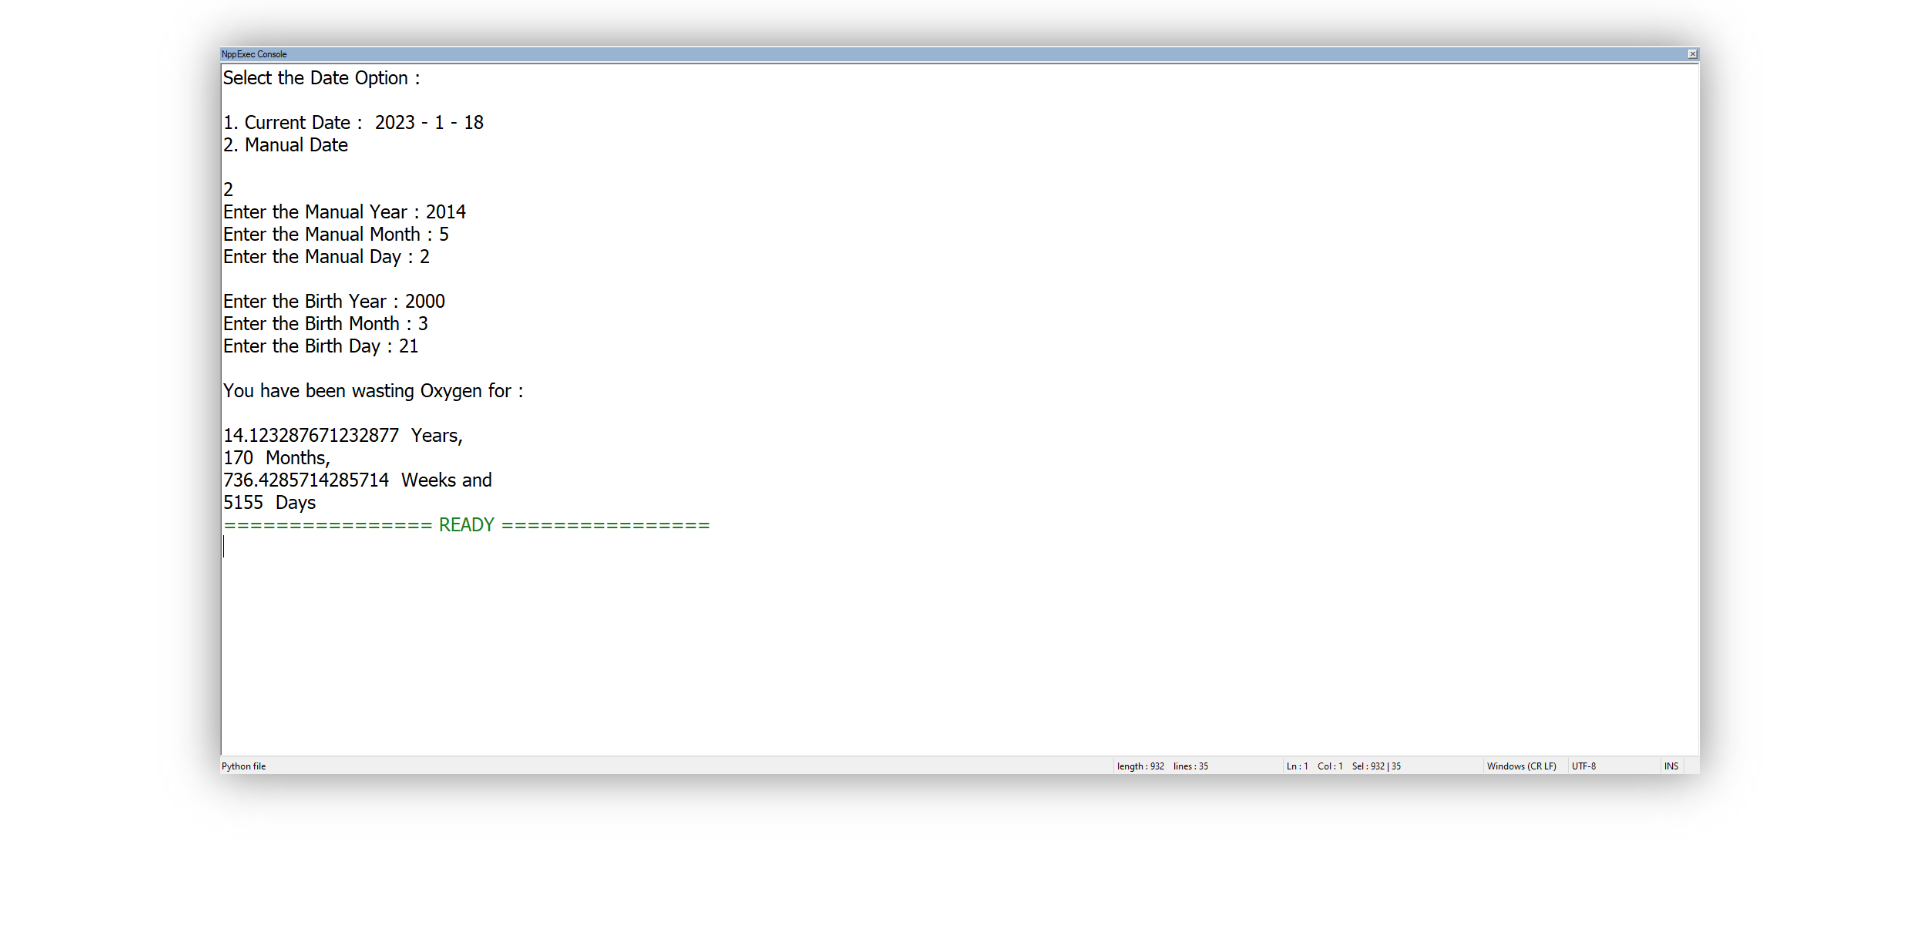 NppExec Console
Select the Date Option :
1. Current Date :  2023 - 1 - 18
2. Manual Date
2
Enter the Manual Year : 2014
Enter the Manual Month : 5
Enter the Manual Day : 2
Enter the Birth Year : 2000
Enter the Birth Month : 3
Enter the Birth Day : 21
You have been wasting Oxygen for :
14.123287671232877  Years,
170  Months,
736.4285714285714  Weeks and
5155  Days
================ READY ================
Python file length : 932 lines : 35 Ln : 1 Col : 1 Sel : 932 | 35 Windows (CR LF) UTF-8 INS